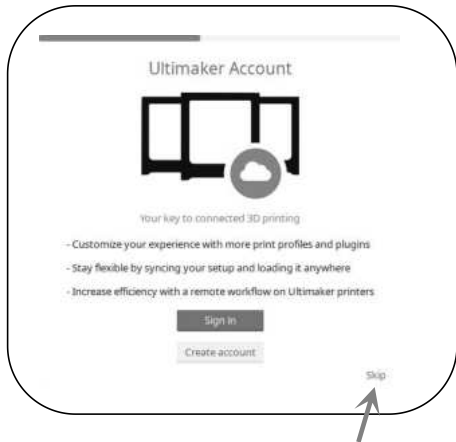 Ultimaker Account
Your key to connected 3D printing
- Customize your experience with more print profiles and plugins
- Stay flexible by syncing your setup and loading it anywhere
- Increase efficiency with a remote workflow on Ultimaker printers
Sign in
Create account
Skip